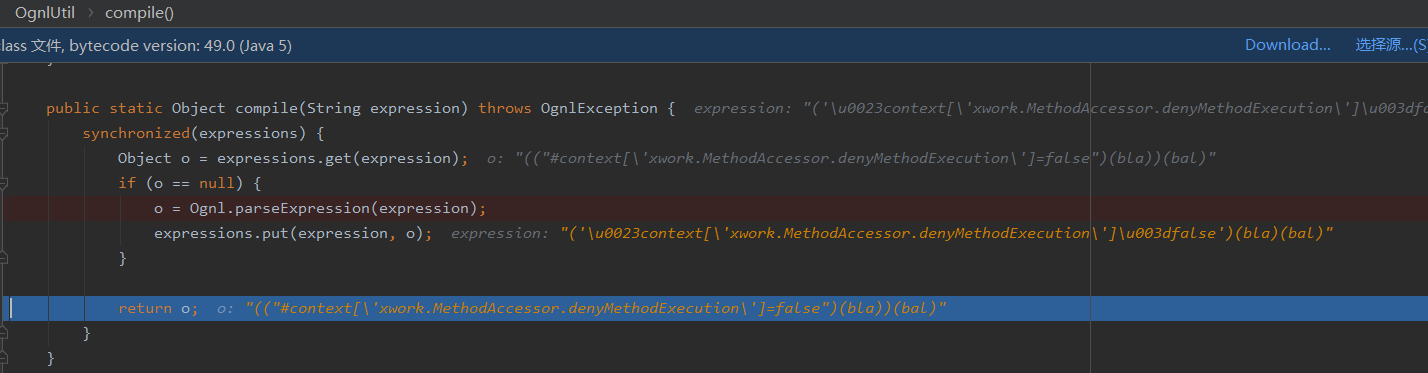 OgnlUtil > compile()
class 文件, bytecode version: 49.0 (Java 5) Download... 选择源...(S
}
public static Object compile(String expression) throws OgnlException { expression: "('\u0023context[\'xwork.MethodAccessor.denyMethodExecution\']\u003dfa
synchronized(expressions) {
Object o = expressions.get(expression); o: "(("#context[\'xwork.MethodAccessor.denyMethodExecution\']=false")(bla))(bal)"
if (o == null) {
o = Ognl.parseExpression(expression);
expressions.put(expression, o); expression: "('\u0023context[\'xwork.MethodAccessor.denyMethodExecution\']\u003dfalse')(bla)(bal)"
}
return o; o: "(("#context[\'xwork.MethodAccessor.denyMethodExecution\']=false")(bla))(bal)"
}
}